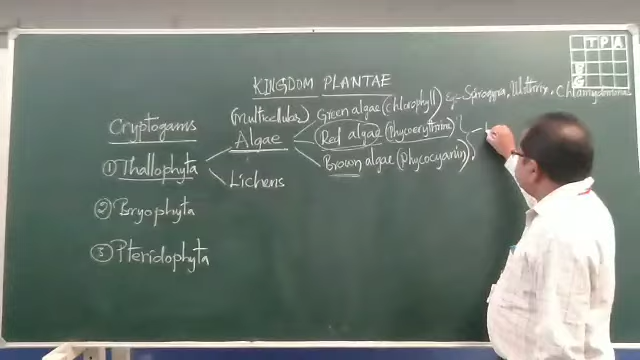 T P A
B
G
KINGDOM PLANTAE
Cryptogams
① Thallophyta
② Bryophyta
③ Pteridophyta
(Multicellular)
Algae
Lichens
Green algae (Chlorophyll) Eg:- Spirogyra, Ulothrix, Chlamydomonas
Red algae (Phycoerythrine)
Brown algae (Phycocyanin)